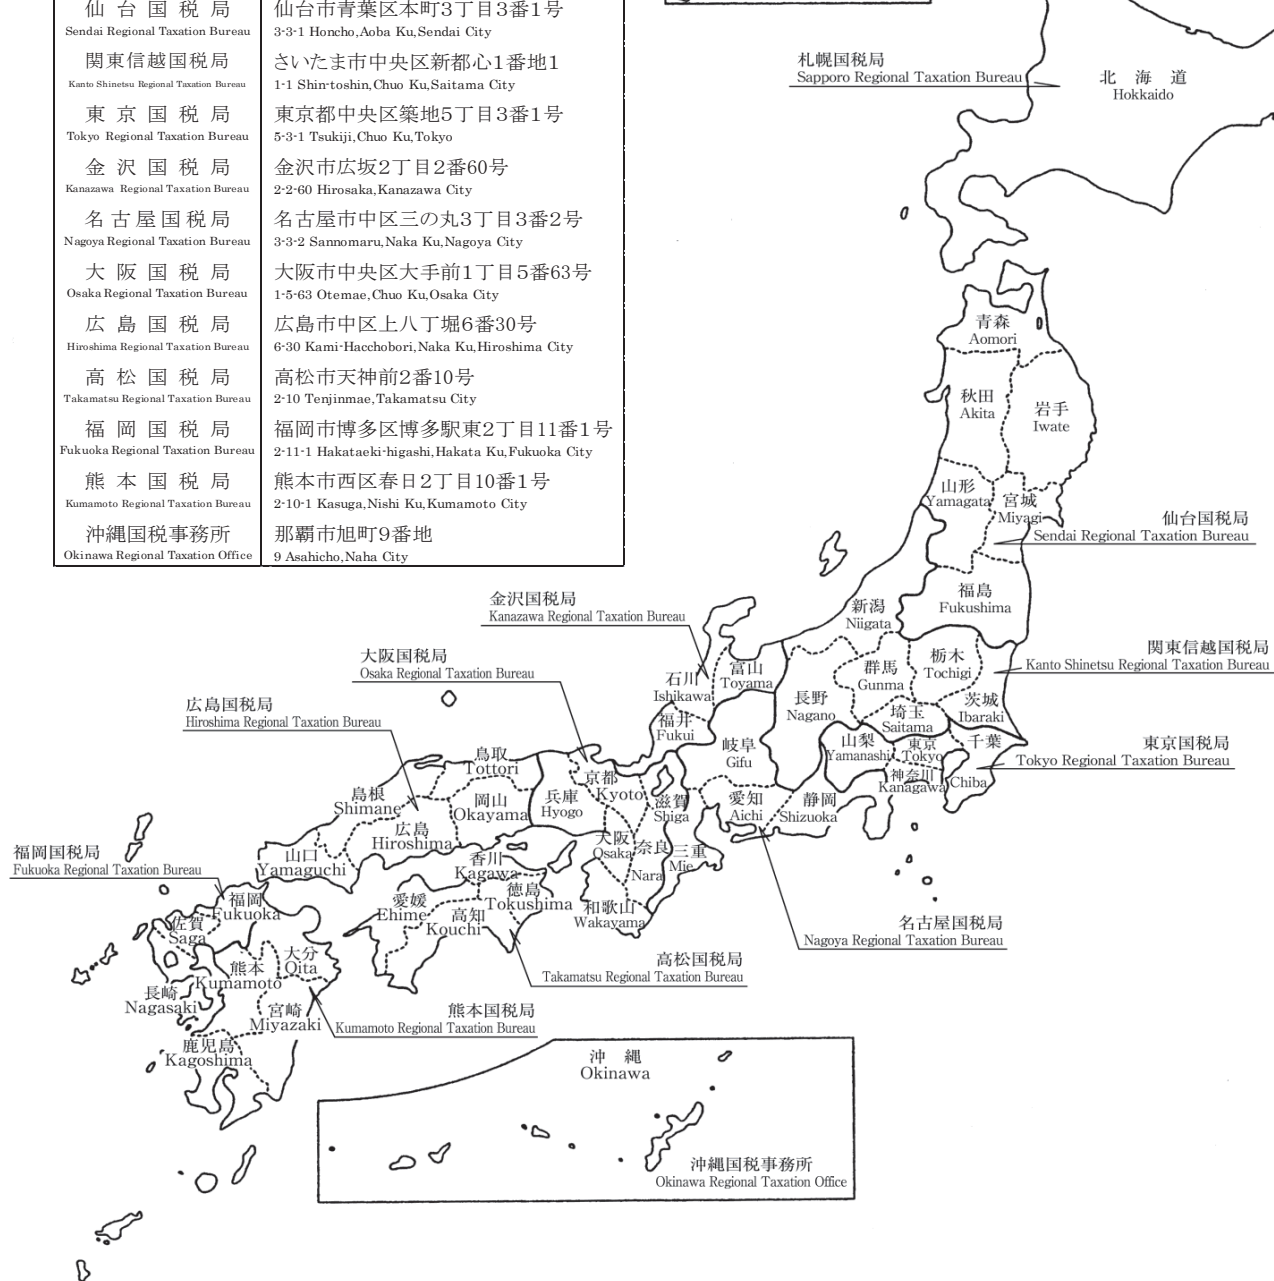 仙台国税局
Sendai Regional Taxation Bureau
仙台市青葉区本町3丁目3番1号
3-3-1 Honcho,Aoba Ku,Sendai City
関東信越国税局
Kanto Shinetsu Regional Taxation Bureau
さいたま市中央区新都心1番地1
1-1 Shin-toshin,Chuo Ku,Saitama City
東京国税局
Tokyo Regional Taxation Bureau
東京都中央区築地5丁目3番1号
5-3-1 Tsukiji,Chuo Ku,Tokyo
金沢国税局
Kanazawa Regional Taxation Bureau
金沢市広坂2丁目2番60号
2-2-60 Hirosaka,Kanazawa City
名古屋国税局
Nagoya Regional Taxation Bureau
名古屋市中区三の丸3丁目3番2号
3-3-2 Sannomaru,Naka Ku,Nagoya City
大阪国税局
Osaka Regional Taxation Bureau
大阪市中央区大手前1丁目5番63号
1-5-63 Otemae,Chuo Ku,Osaka City
広島国税局
Hiroshima Regional Taxation Bureau
広島市中区上八丁堀6番30号
6-30 Kami-Hacchobori,Naka Ku,Hiroshima City
高松国税局
Takamatsu Regional Taxation Bureau
高松市天神前2番10号
2-10 Tenjinmae,Takamatsu City
福岡国税局
Fukuoka Regional Taxation Bureau
福岡市博多区博多駅東2丁目11番1号
2-11-1 Hakataeki-higashi,Hakata Ku,Fukuoka City
熊本国税局
Kumamoto Regional Taxation Bureau
熊本市西区春日2丁目10番1号
2-10-1 Kasuga,Nishi Ku,Kumamoto City
沖縄国税事務所
Okinawa Regional Taxation Office
那覇市旭町9番地
9 Asahicho,Naha City
札幌国税局
Sapporo Regional Taxation Bureau
北海道
Hokkaido
青森
Aomori
秋田
Akita
岩手
Iwate
山形
Yamagata
宮城
Miyagi
仙台国税局
Sendai Regional Taxation Bureau
福島
Fukushima
新潟
Niigata
金沢国税局
Kanazawa Regional Taxation Bureau
関東信越国税局
Kanto Shinetsu Regional Taxation Bureau
大阪国税局
Osaka Regional Taxation Bureau
栃木
Tochigi
群馬
Gunma
富山
Toyama
石川
Ishikawa
長野
Nagano
茨城
Ibaraki
埼玉
Saitama
広島国税局
Hiroshima Regional Taxation Bureau
福井
Fukui
岐阜
Gifu
山梨
Yamanashi
東京
Tokyo
千葉
Chiba
東京国税局
Tokyo Regional Taxation Bureau
神奈川
Kanagawa
鳥取
Tottori
京都
Kyoto
兵庫
Hyogo
滋賀
Shiga
愛知
Aichi
静岡
Shizuoka
島根
Shimane
岡山
Okayama
広島
Hiroshima
大阪
Osaka
奈良
Nara
三重
Mie
山口
Yamaguchi
香川
Kagawa
徳島
Tokushima
愛媛
Ehime
高知
Kouchi
和歌山
Wakayama
福岡国税局
Fukuoka Regional Taxation Bureau
福岡
Fukuoka
佐賀
Saga
名古屋国税局
Nagoya Regional Taxation Bureau
高松国税局
Takamatsu Regional Taxation Bureau
大分
Oita
熊本
Kumamoto
長崎
Nagasaki
宮崎
Miyazaki
熊本国税局
Kumamoto Regional Taxation Bureau
鹿児島
Kagoshima
沖縄
Okinawa
沖縄国税事務所
Okinawa Regional Taxation Office